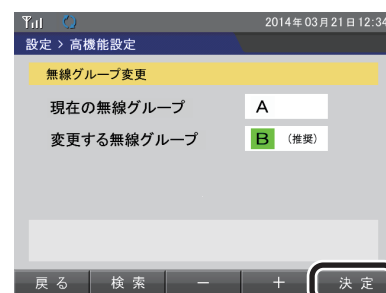 2014年03月21日12:34
設定 > 高機能設定
無線グループ変更
現在の無線グループ A
変更する無線グループ B (推奨)
戻る 検索 － ＋ 決定